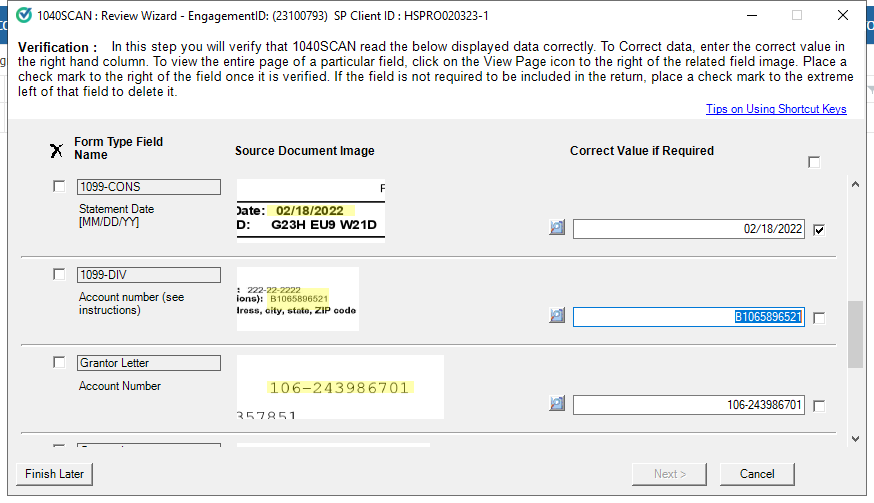 1040SCAN : Review Wizard - EngagementID: (23100793) SP Client ID : HSPRO020323-1
Verification : In this step you will verify that 1040SCAN read the below displayed data correctly. To Correct data, enter the correct value in
the right hand column. To view the entire page of a particular field, click on the View Page icon to the right of the related field image. Place a
check mark to the right of the field once it is verified. If the field is not required to be included in the return, place a check mark to the extreme
left of that field to delete it.
Tips on Using Shortcut Keys
X Form Type Field
Name
Source Document Image
Correct Value if Required
1099-CONS
Statement Date
[MM/DD/YY]
Date: 02/18/2022
D: G23H EU9 W21D
02/18/2022
1099-DIV
Account number (see
instructions)
: 222-22-2222
ions): B1065896521
dress, city, state, ZIP code
B1065896521
Grantor Letter
Account Number
106-243986701
357851
106-243986701
Finish Later
Next >
Cancel